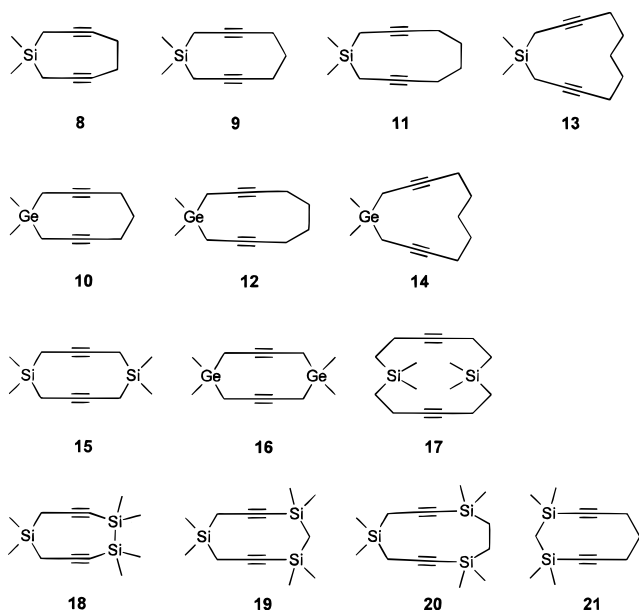 Si Si Si Si
8 9 11 13
Ge Ge Ge
10 12 14
Si Si Ge Ge Si Si
15 16 17
Si Si Si Si Si Si Si Si Si Si Si
18 19 20 21